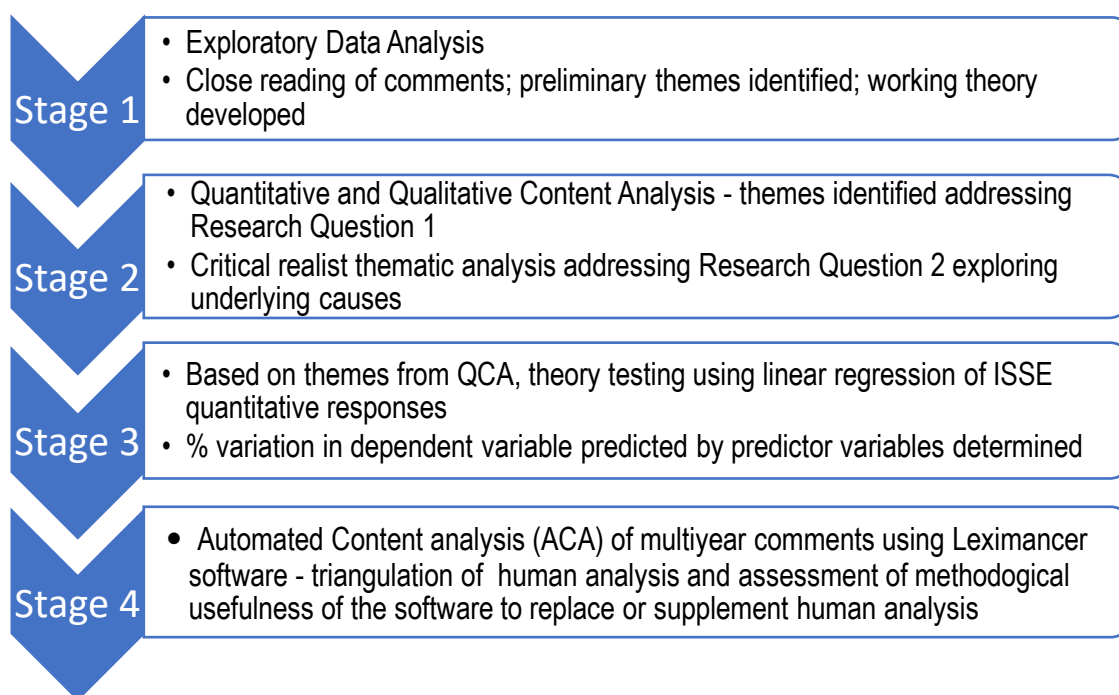 Stage 1
• Exploratory Data Analysis
• Close reading of comments; preliminary themes identified; working theory
developed
Stage 2
• Quantitative and Qualitative Content Analysis - themes identified addressing
Research Question 1
• Critical realist thematic analysis addressing Research Question 2 exploring
underlying causes
Stage 3
• Based on themes from QCA, theory testing using linear regression of ISSE
quantitative responses
• % variation in dependent variable predicted by predictor variables determined
Stage 4
• Automated Content analysis (ACA) of multiyear comments using Leximancer
software - triangulation of human analysis and assessment of methodogical
usefulness of the software to replace or supplement human analysis